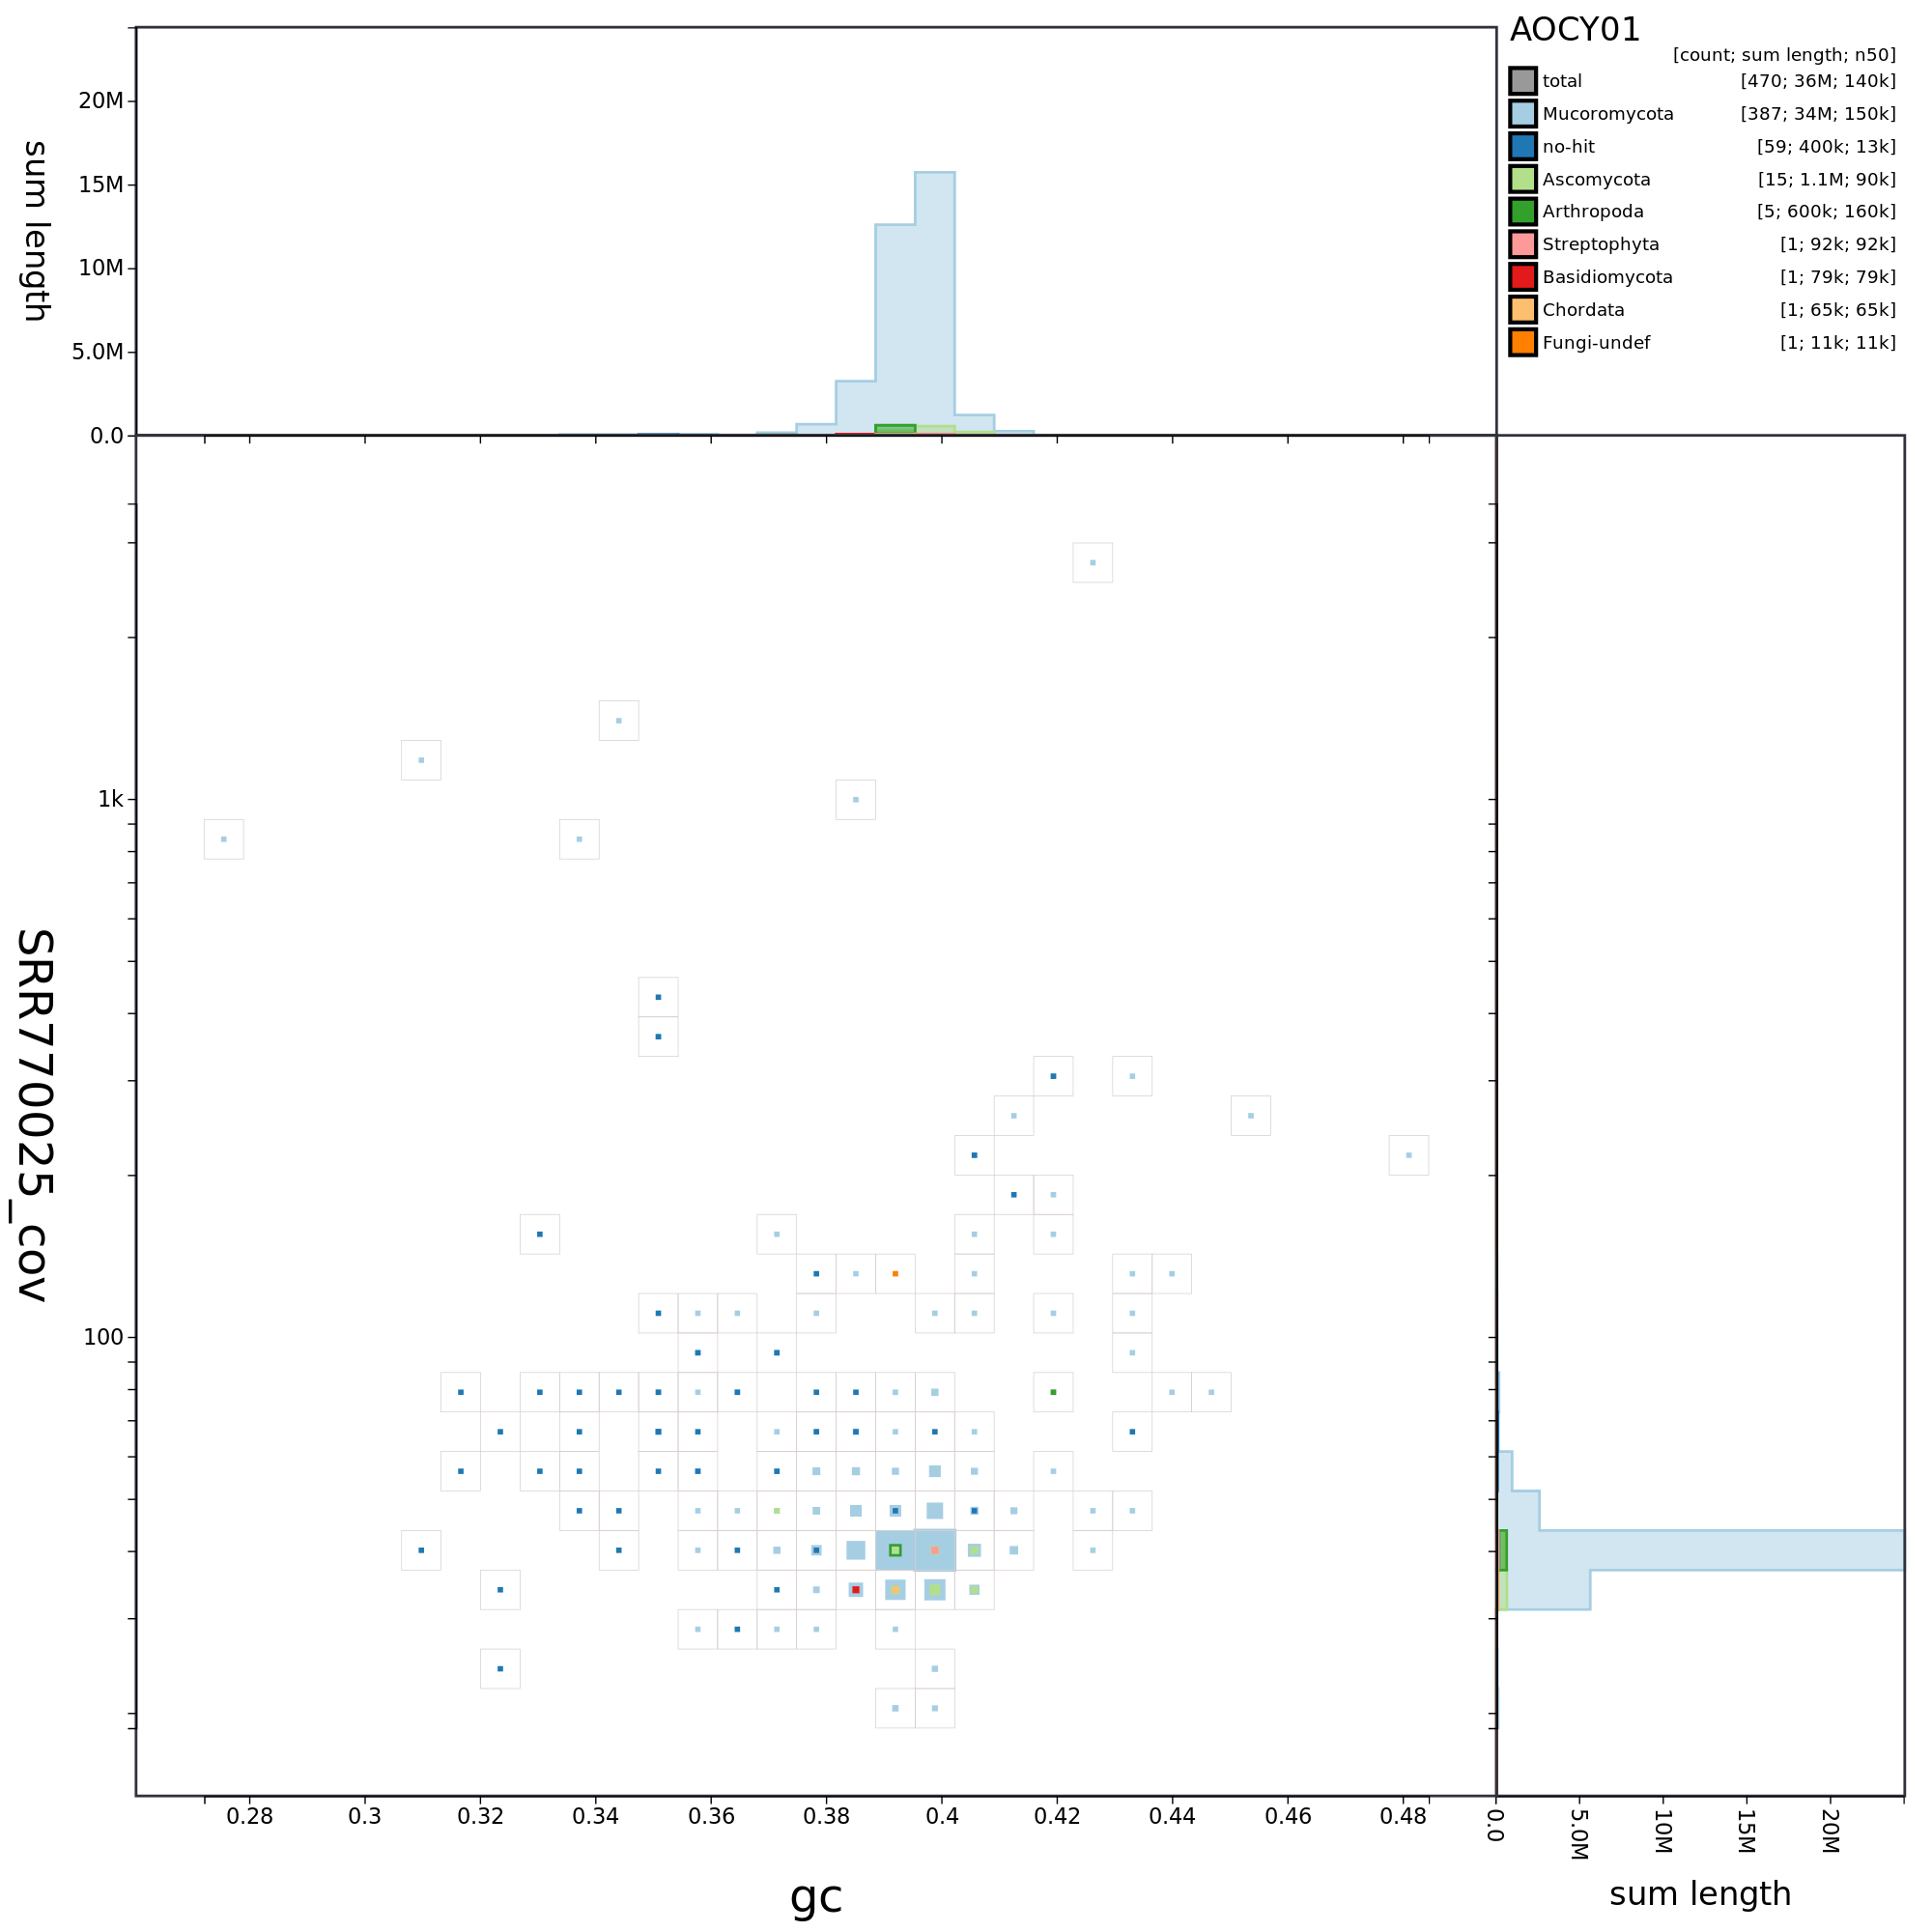 AOCY01
[count; sum length; n50]
total [470; 36M; 140k]
Mucoromycota [387; 34M; 150k]
no-hit [59; 400k; 13k]
Ascomycota [15; 1.1M; 90k]
Arthropoda [5; 600k; 160k]
Streptophyta [1; 92k; 92k]
Basidiomycota [1; 79k; 79k]
Chordata [1; 65k; 65k]
Fungi-undef [1; 11k; 11k]
sum length
20M
15M
10M
5.0M
0.0
SRR770025_cov
1k
100
0.28 0.3 0.32 0.34 0.36 0.38 0.4 0.42 0.44 0.46 0.48
gc
0.0 5.0M 10M 15M 20M
sum length